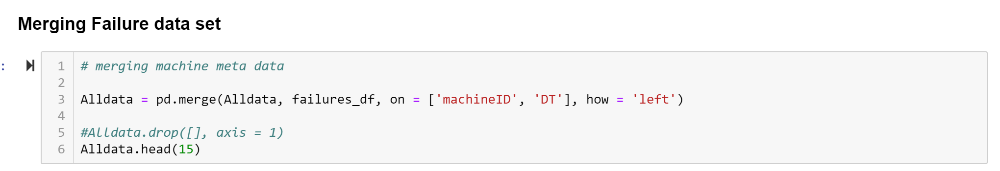 Merging Failure data set
:
1 # merging machine meta data
2
3 Alldata = pd.merge(Alldata, failures_df, on = ['machineID', 'DT'], how = 'left')
4
5 #Alldata.drop([], axis = 1)
6 Alldata.head(15)